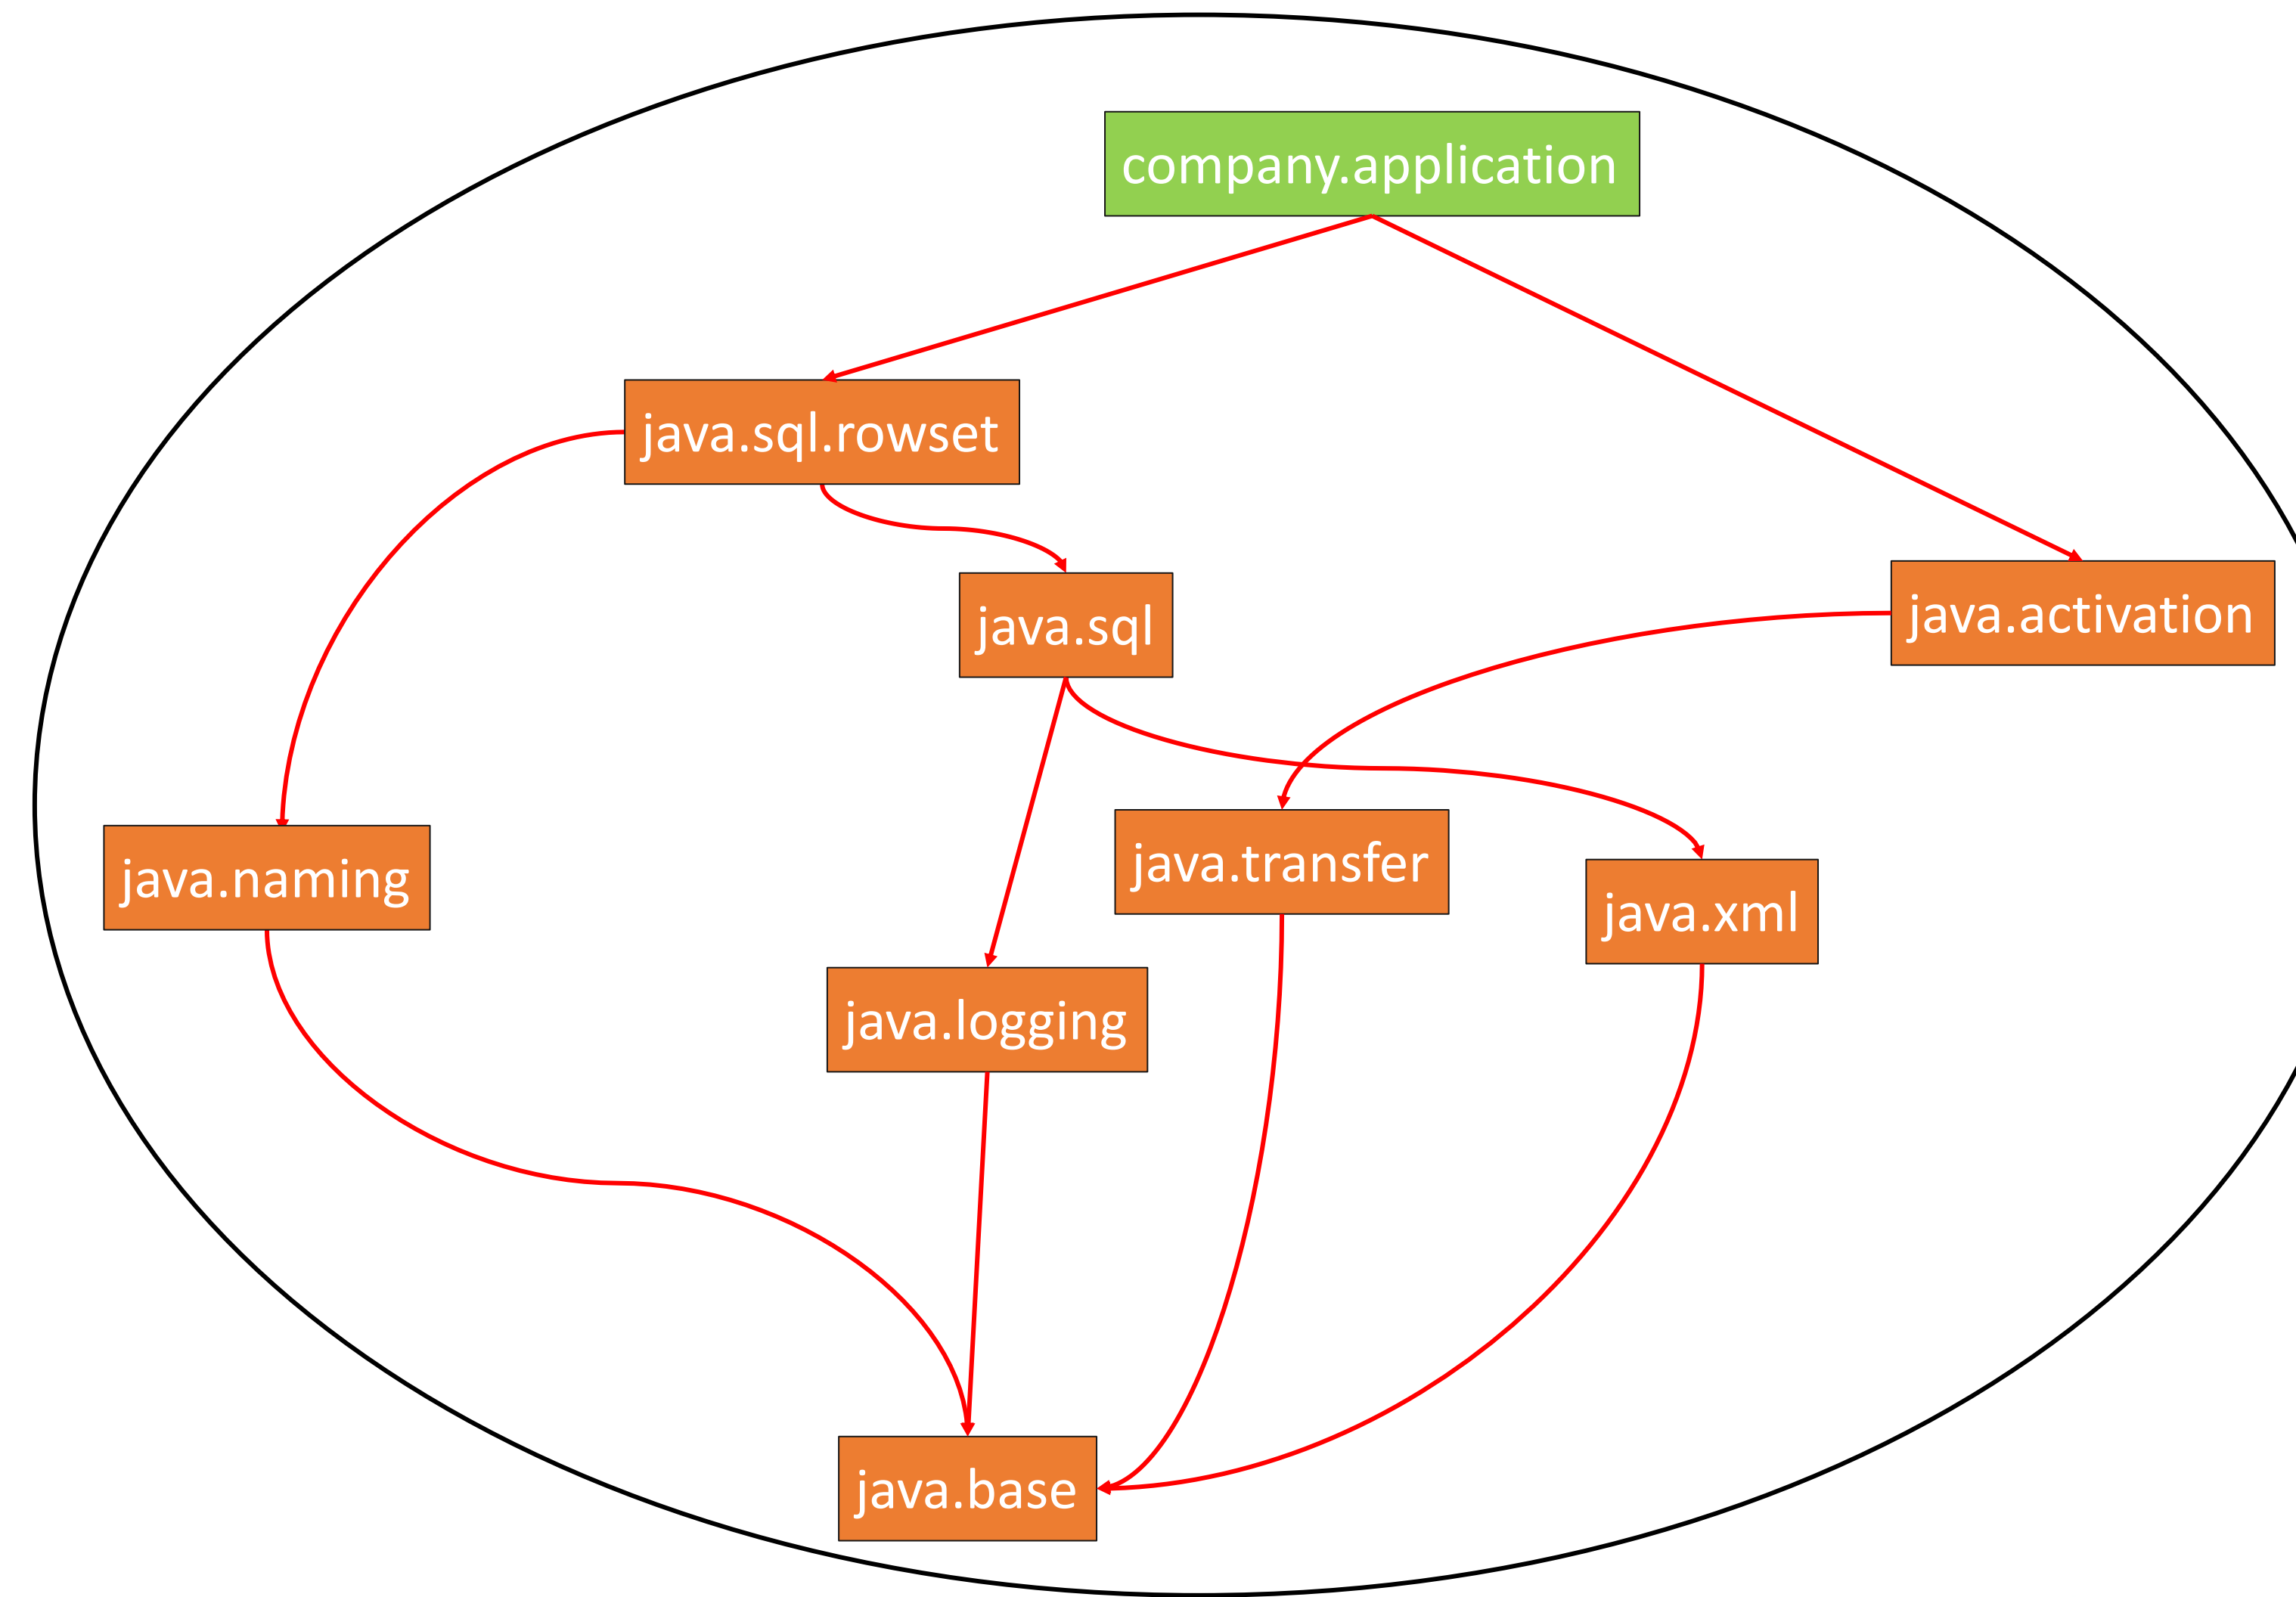 company.application
java.sql.rowset
java.sql
java.activation
java.naming
java.transfer
java.xml
java.logging
java.base